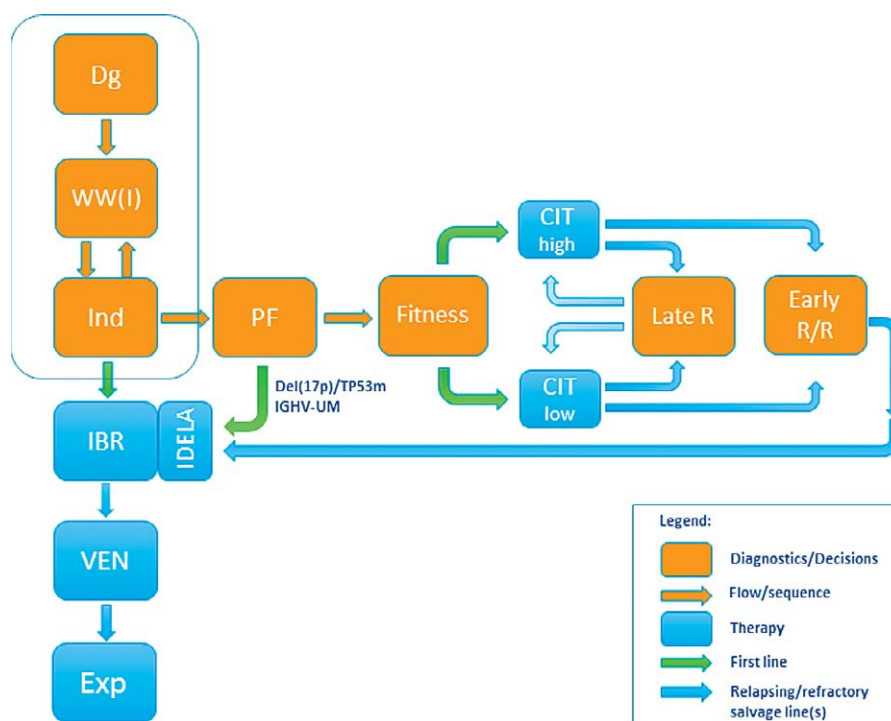 Dg
WW(I)
Ind
PF
Fitness
CIT
high
Late R
Early
R/R
CIT
low
Del(17p)/TP53m
IGHV-UM
IBR
IDELA
VEN
Exp
Legend:
Diagnostics/Decisions
Flow/sequence
Therapy
First line
Relapsing/refractory
salvage line(s)